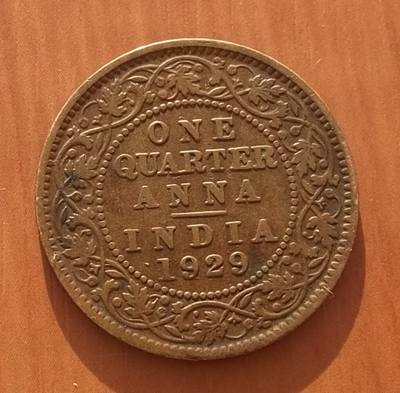 ONE
QUARTER
ANNA
INDIA
1929